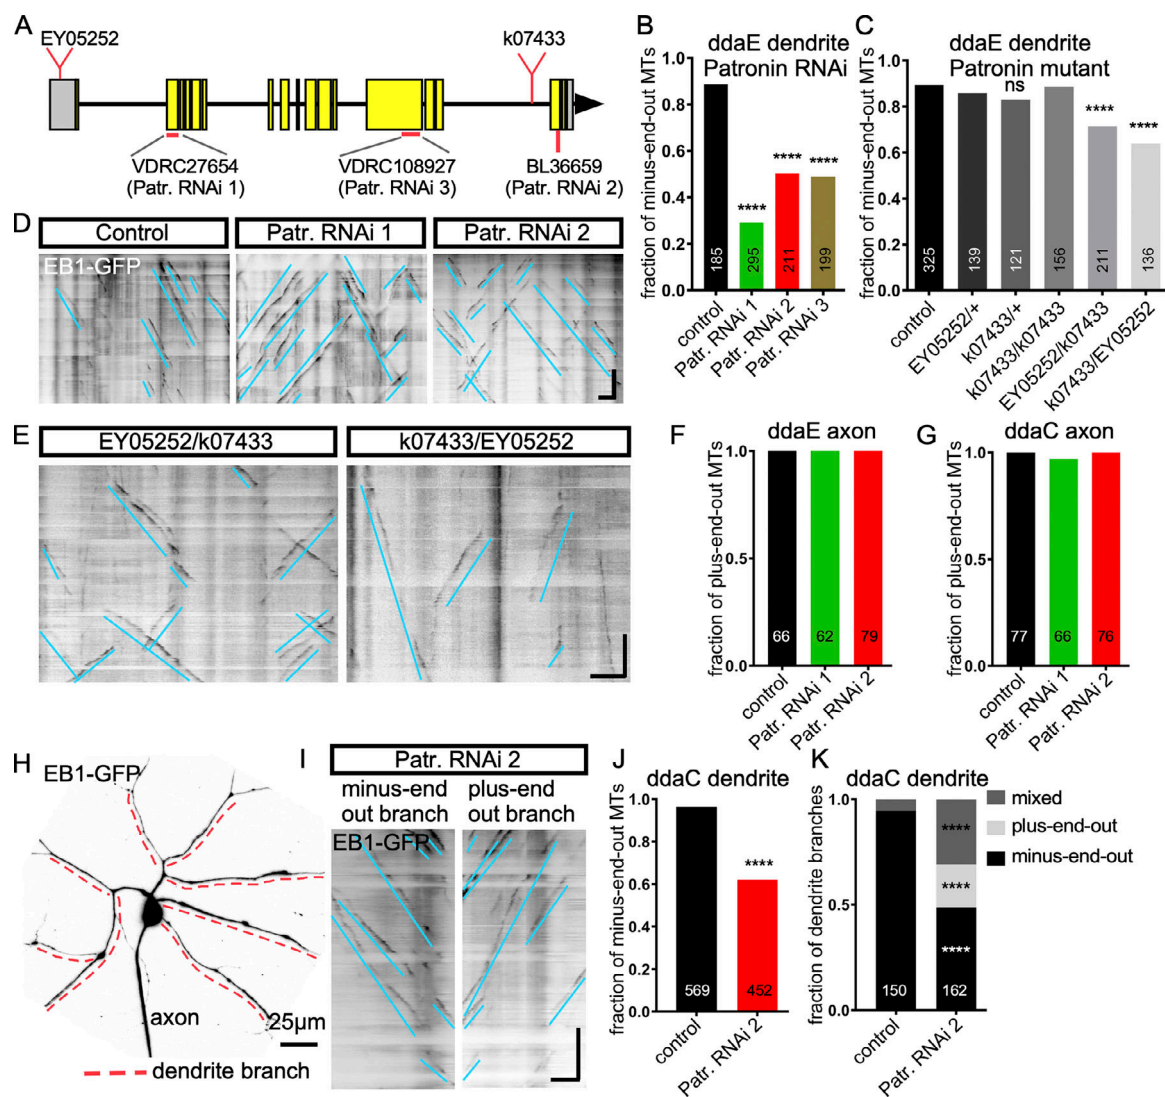 A
EY05252
k07433
VDRC27654
(Patr. RNAi 1)
VDRC108927
(Patr. RNAi 3)
BL36659
(Patr. RNAi 2)
B
ddaE dendrite
Patronin RNAi
fraction of minus-end-out MTs
1.0
0.8
0.6
0.4
0.2
0.0
****
****
****
185
295
211
199
control
Patr. RNAi 1
Patr. RNAi 2
Patr. RNAi 3
C
ddaE dendrite
Patronin mutant
ns
fraction of minus-end-out MTs
1.0
0.8
0.6
0.4
0.2
0.0
****
****
325
139
121
156
211
136
control
EY05252/+
k07433/+
k07433/k07433
EY05252/k07433
k07433/EY05252
D
Control
Patr. RNAi 1
Patr. RNAi 2
EB1-GFP
E
EY05252/k07433
k07433/EY05252
F
ddaE axon
fraction of plus-end-out MTs
1.0
0.5
0.0
66
62
79
control
Patr. RNAi 1
Patr. RNAi 2
G
ddaC axon
fraction of plus-end-out MTs
1.0
0.5
0.0
77
66
76
control
Patr. RNAi 1
Patr. RNAi 2
H
EB1-GFP
axon
25μm
dendrite branch
I
Patr. RNAi 2
minus-end
out branch
plus-end
out branch
EB1-GFP
J
ddaC dendrite
fraction of minus-end-out MTs
1.0
0.8
0.6
0.4
0.2
0.0
****
569
452
control
Patr. RNAi 2
K
ddaC dendrite
fraction of dendrite branches
1.0
0.5
0.0
****
****
****
150
162
control
Patr. RNAi 2
mixed
plus-end-out
minus-end-out